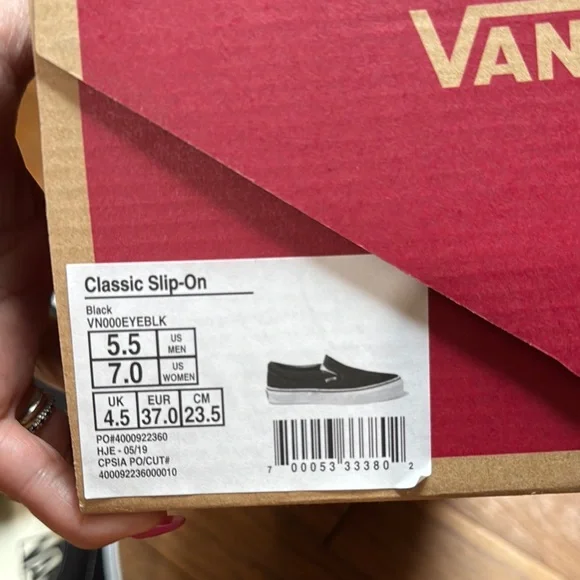 VAN
Classic Slip-On
Black
VN000EYEBLK
5.5 US MEN
7.0 US WOMEN
UK EUR CM
4.5 37.0 23.5
PO#4000922360
HJE - 05/19
CPSIA PO/CUT#
400092236000010
7 00053 33380 2